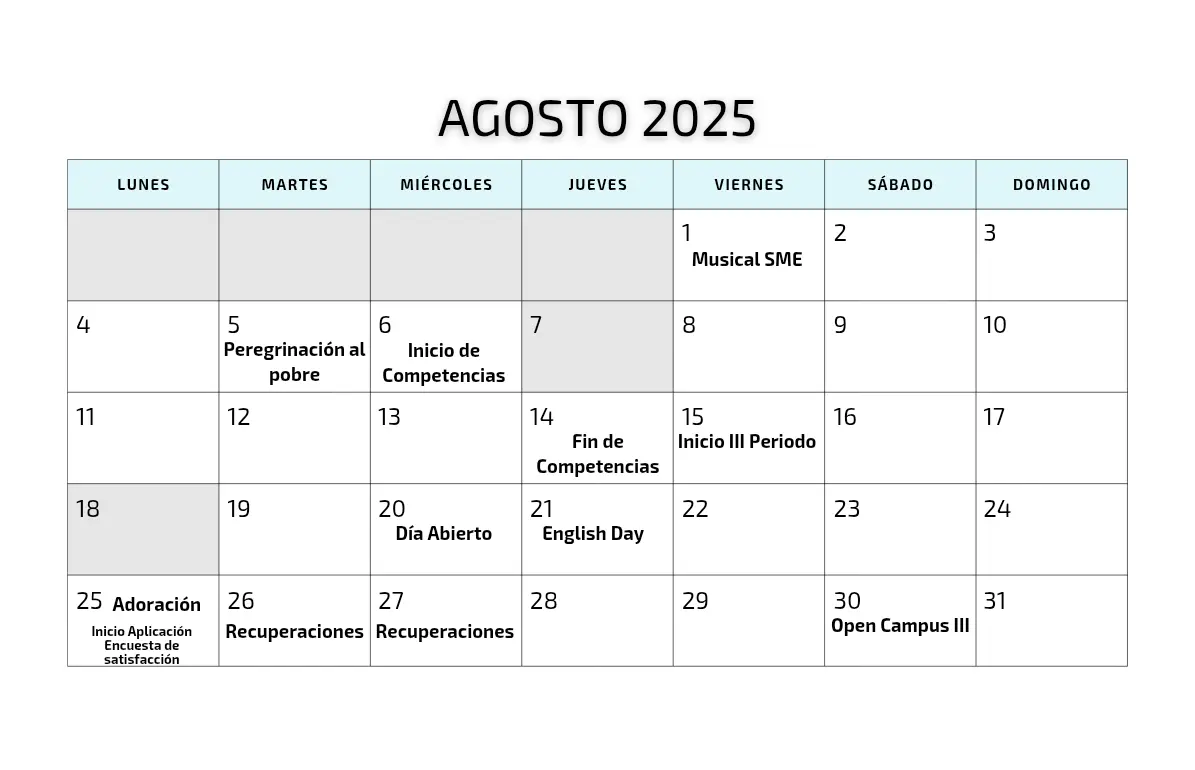 AGOSTO 2025
LUNES MARTES MIÉRCOLES JUEVES VIERNES SÁBADO DOMINGO
1 2 3
Musical SME
4 5 6 7 8 9 10
Peregrinación al
pobre
Inicio de
Competencias
11 12 13 14 15 16 17
Fin de
Competencias
Inicio III Periodo
18 19 20 21 22 23 24
Día Abierto
English Day
25 Adoración 26 27 28 29 30 31
Inicio Aplicación
Encuesta de
satisfacción
Recuperaciones
Recuperaciones
Open Campus III